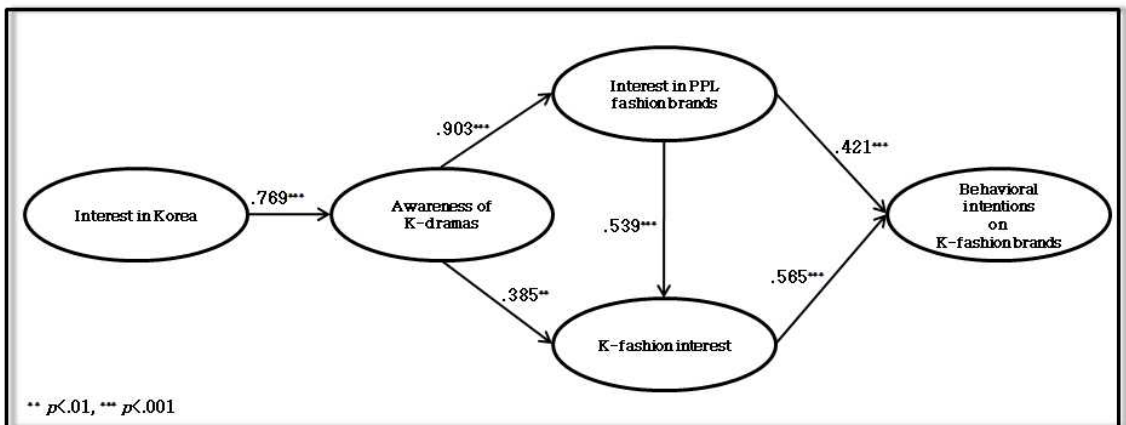 Interest in PPL
fashion brands
.903***
.421***
Interest in Korea
.769***
Awareness of
K-dramas
.539***
Behavioral
intentions
on
K-fashion brands
.385**
.565***
K-fashion interest
** p<.01, *** p<.001